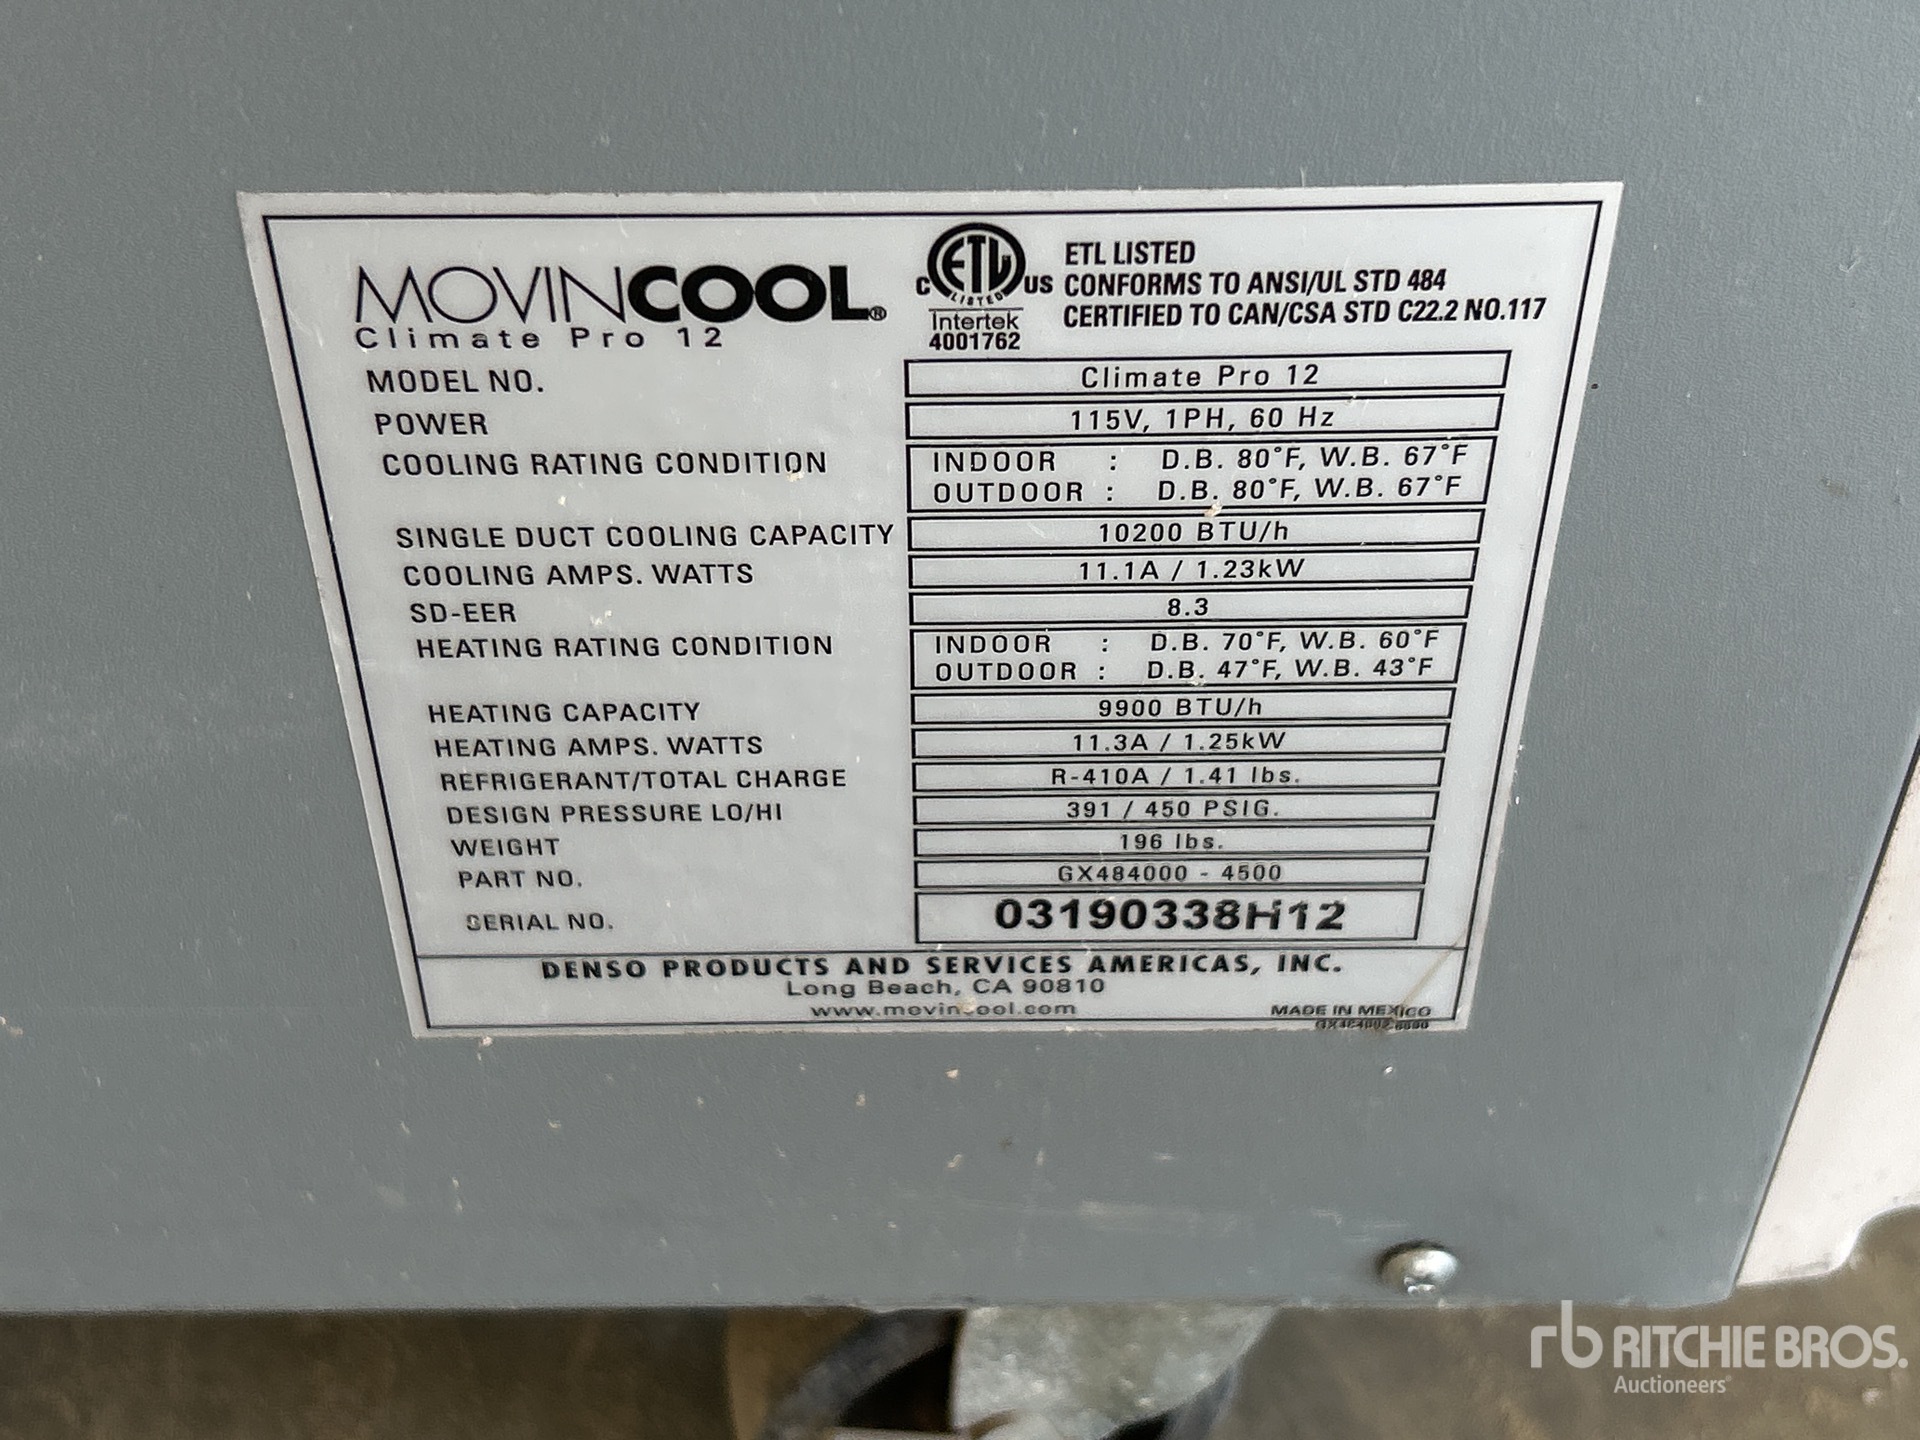 MOVINCOOL®
Climate Pro 12
C ETL LISTED US
Intertek
4001762
ETL LISTED
CONFORMS TO ANSI/UL STD 484
CERTIFIED TO CAN/CSA STD C22.2 NO.117
MODEL NO. Climate Pro 12
POWER 115V, 1PH, 60 Hz
COOLING RATING CONDITION INDOOR : D.B. 80°F, W.B. 67°F
OUTDOOR : D.B. 80°F, W.B. 67°F
SINGLE DUCT COOLING CAPACITY 10200 BTU/h
COOLING AMPS. WATTS 11.1A / 1.23kW
SD-EER 8.3
HEATING RATING CONDITION INDOOR : D.B. 70°F, W.B. 60°F
OUTDOOR : D.B. 47°F, W.B. 43°F
HEATING CAPACITY 9900 BTU/h
HEATING AMPS. WATTS 11.3A / 1.25kW
REFRIGERANT/TOTAL CHARGE R-410A / 1.41 lbs.
DESIGN PRESSURE LO/HI 391 / 450 PSIG.
WEIGHT 196 lbs.
PART NO. GX484000 - 4500
SERIAL NO. 03190338H12
DENSO PRODUCTS AND SERVICES AMERICAS, INC.
Long Beach, CA 90810
www.movincool.com
MADE IN MEXICO
rb RITCHIE BROS.
Auctioneers